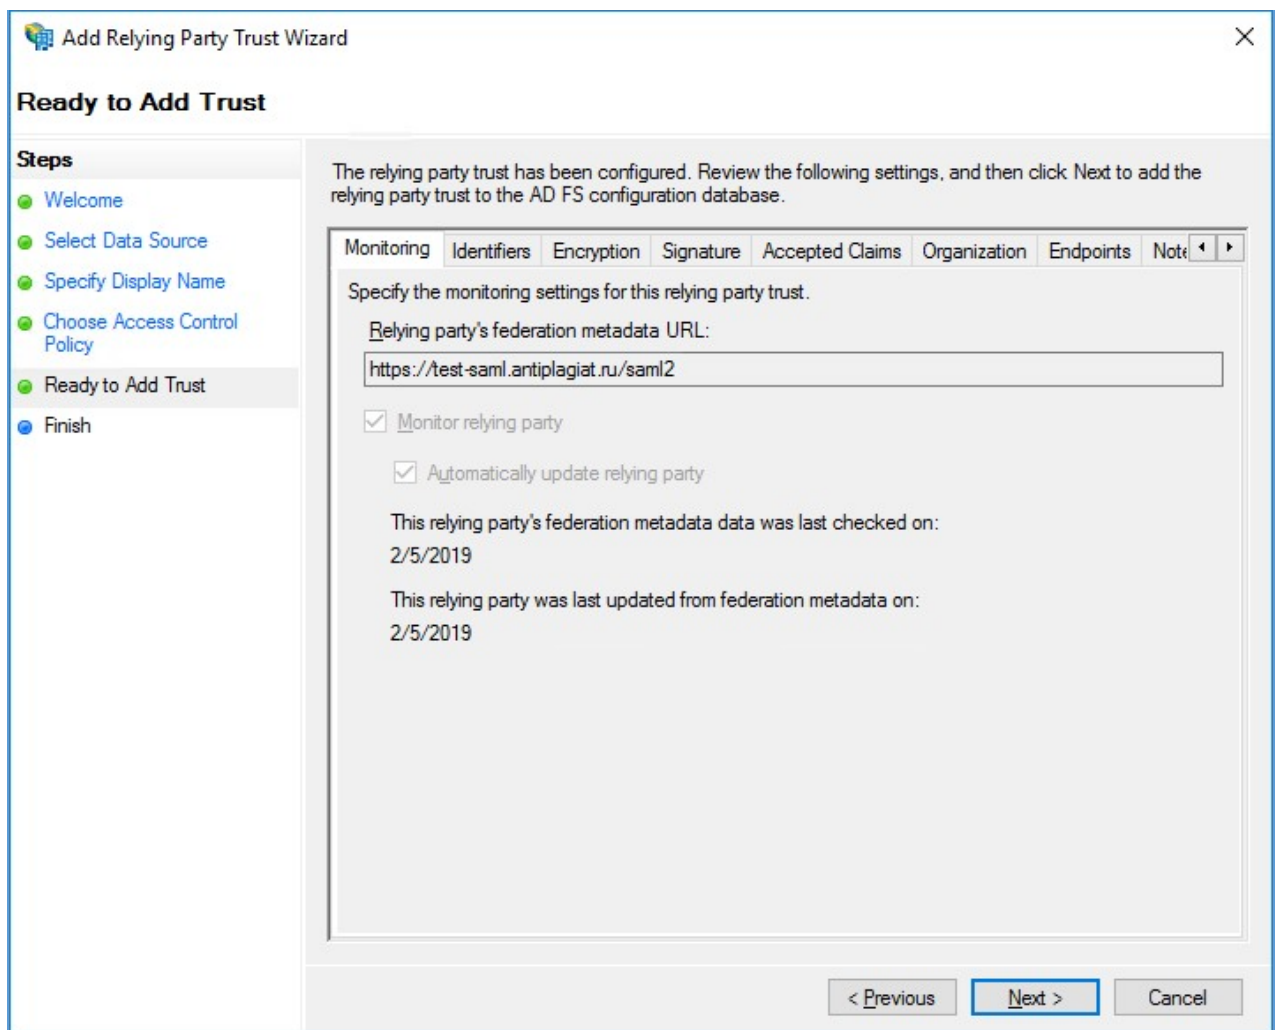 Add Relying Party Trust Wizard
Ready to Add Trust
Steps
Welcome
Select Data Source
Specify Display Name
Choose Access Control
Policy
Ready to Add Trust
Finish
The relying party trust has been configured. Review the following settings, and then click Next to add the
relying party trust to the AD FS configuration database.
Monitoring Identifiers Encryption Signature Accepted Claims Organization Endpoints
Specify the monitoring settings for this relying party trust.
Relying party's federation metadata URL:
https://test-saml.antiplagiat.ru/saml2
Monitor relying party
Automatically update relying party
This relying party's federation metadata data was last checked on:
2/5/2019
This relying party was last updated from federation metadata on:
2/5/2019
< Previous Next > Cancel